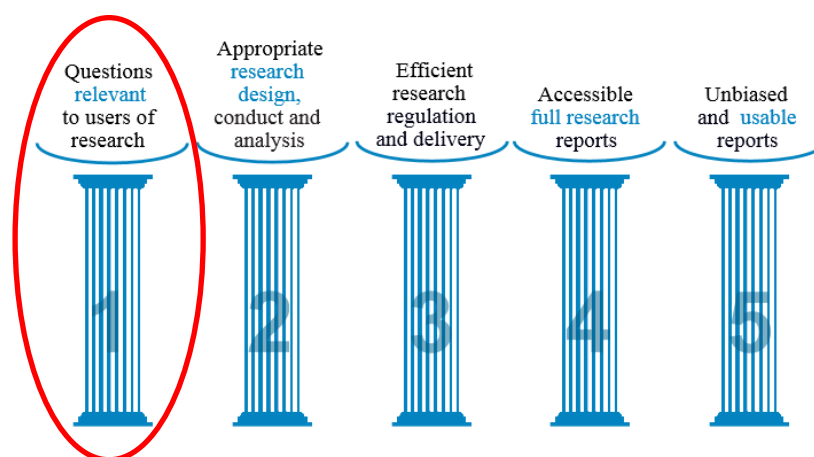 Questions
relevant
to users of
research
Appropriate
research
design,
conduct and
analysis
Efficient
research
regulation
and delivery
Accessible
full research
reports
Unbiased
and usable
reports
1
2
3
4
5